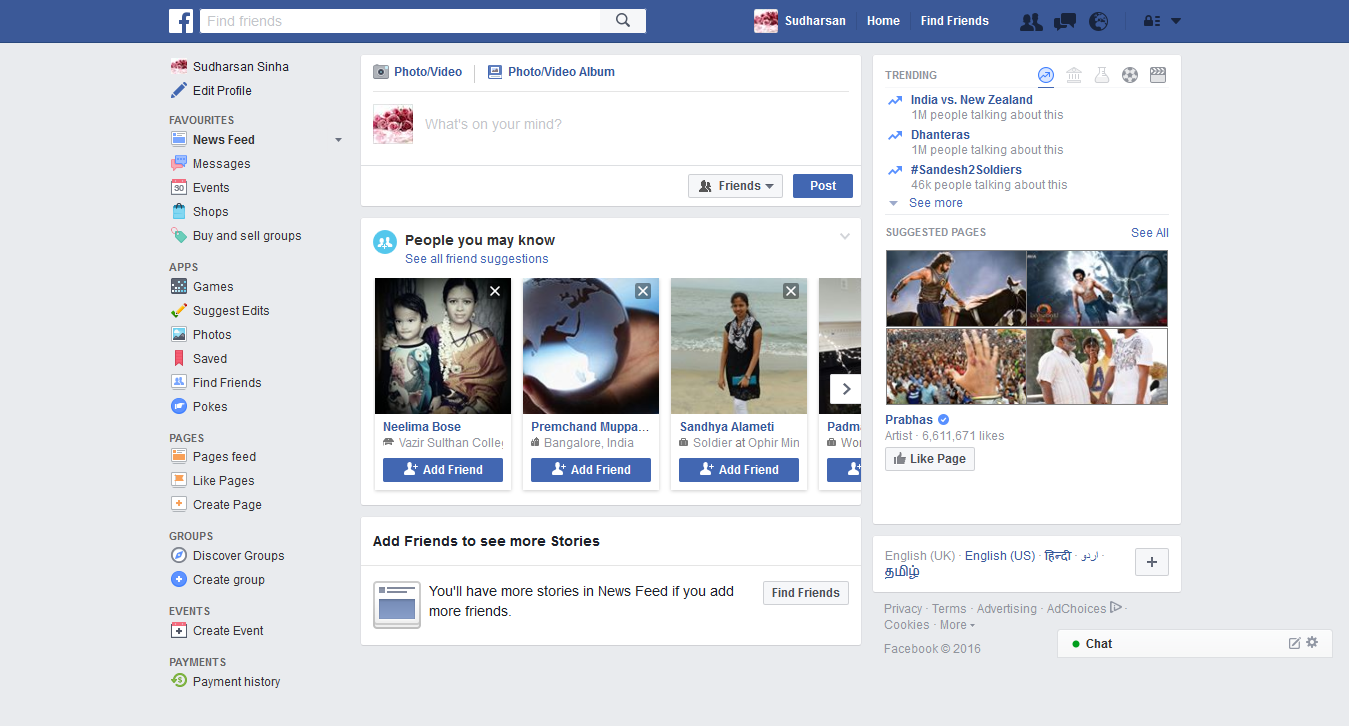 Find friends
Sudharsan
Home
Find Friends
Sudharsan Sinha
Edit Profile
FAVOURITES
News Feed
Messages
30
Events
Shops
Buy and sell groups
APPS
Games
Suggest Edits
Photos
Saved
Find Friends
Pokes
PAGES
Pages feed
Like Pages
Create Page
GROUPS
Discover Groups
Create group
EVENTS
Create Event
PAYMENTS
Payment history
Photo/Video
Photo/Video Album
What's on your mind?
Friends
Post
People you may know
See all friend suggestions
Neelima Bose
Vazir Sulthan Colle
Add Friend
Premchand Muppa...
Bangalore, India
Add Friend
Sandhya Alameti
Soldier at Ophir Min
Add Friend
Padm
Wo
Add Friends to see more Stories
You'll have more stories in News Feed if you add
more friends.
Find Friends
TRENDING
India vs. New Zealand
1M people talking about this
Dhanteras
1M people talking about this
#Sandesh2Soldiers
46k people talking about this
See more
SUGGESTED PAGES
See All
Prabhas
Artist · 6,611,671 likes
Like Page
English (UK) · English (US) · हिन्दी · اردو ·
தமிழ்
Privacy · Terms · Advertising · AdChoices ·
Cookies · More
Facebook © 2016
Chat